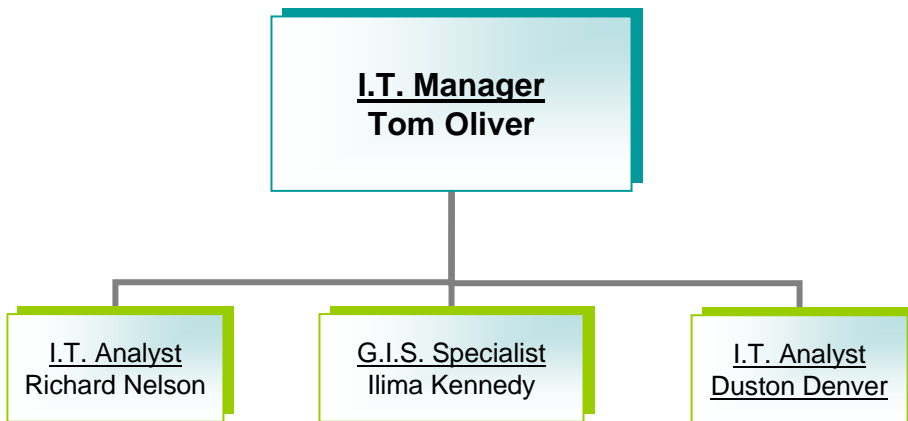 I.T. Manager
Tom Oliver
I.T. Analyst
Richard Nelson
G.I.S. Specialist
Ilima Kennedy
I.T. Analyst
Duston Denver